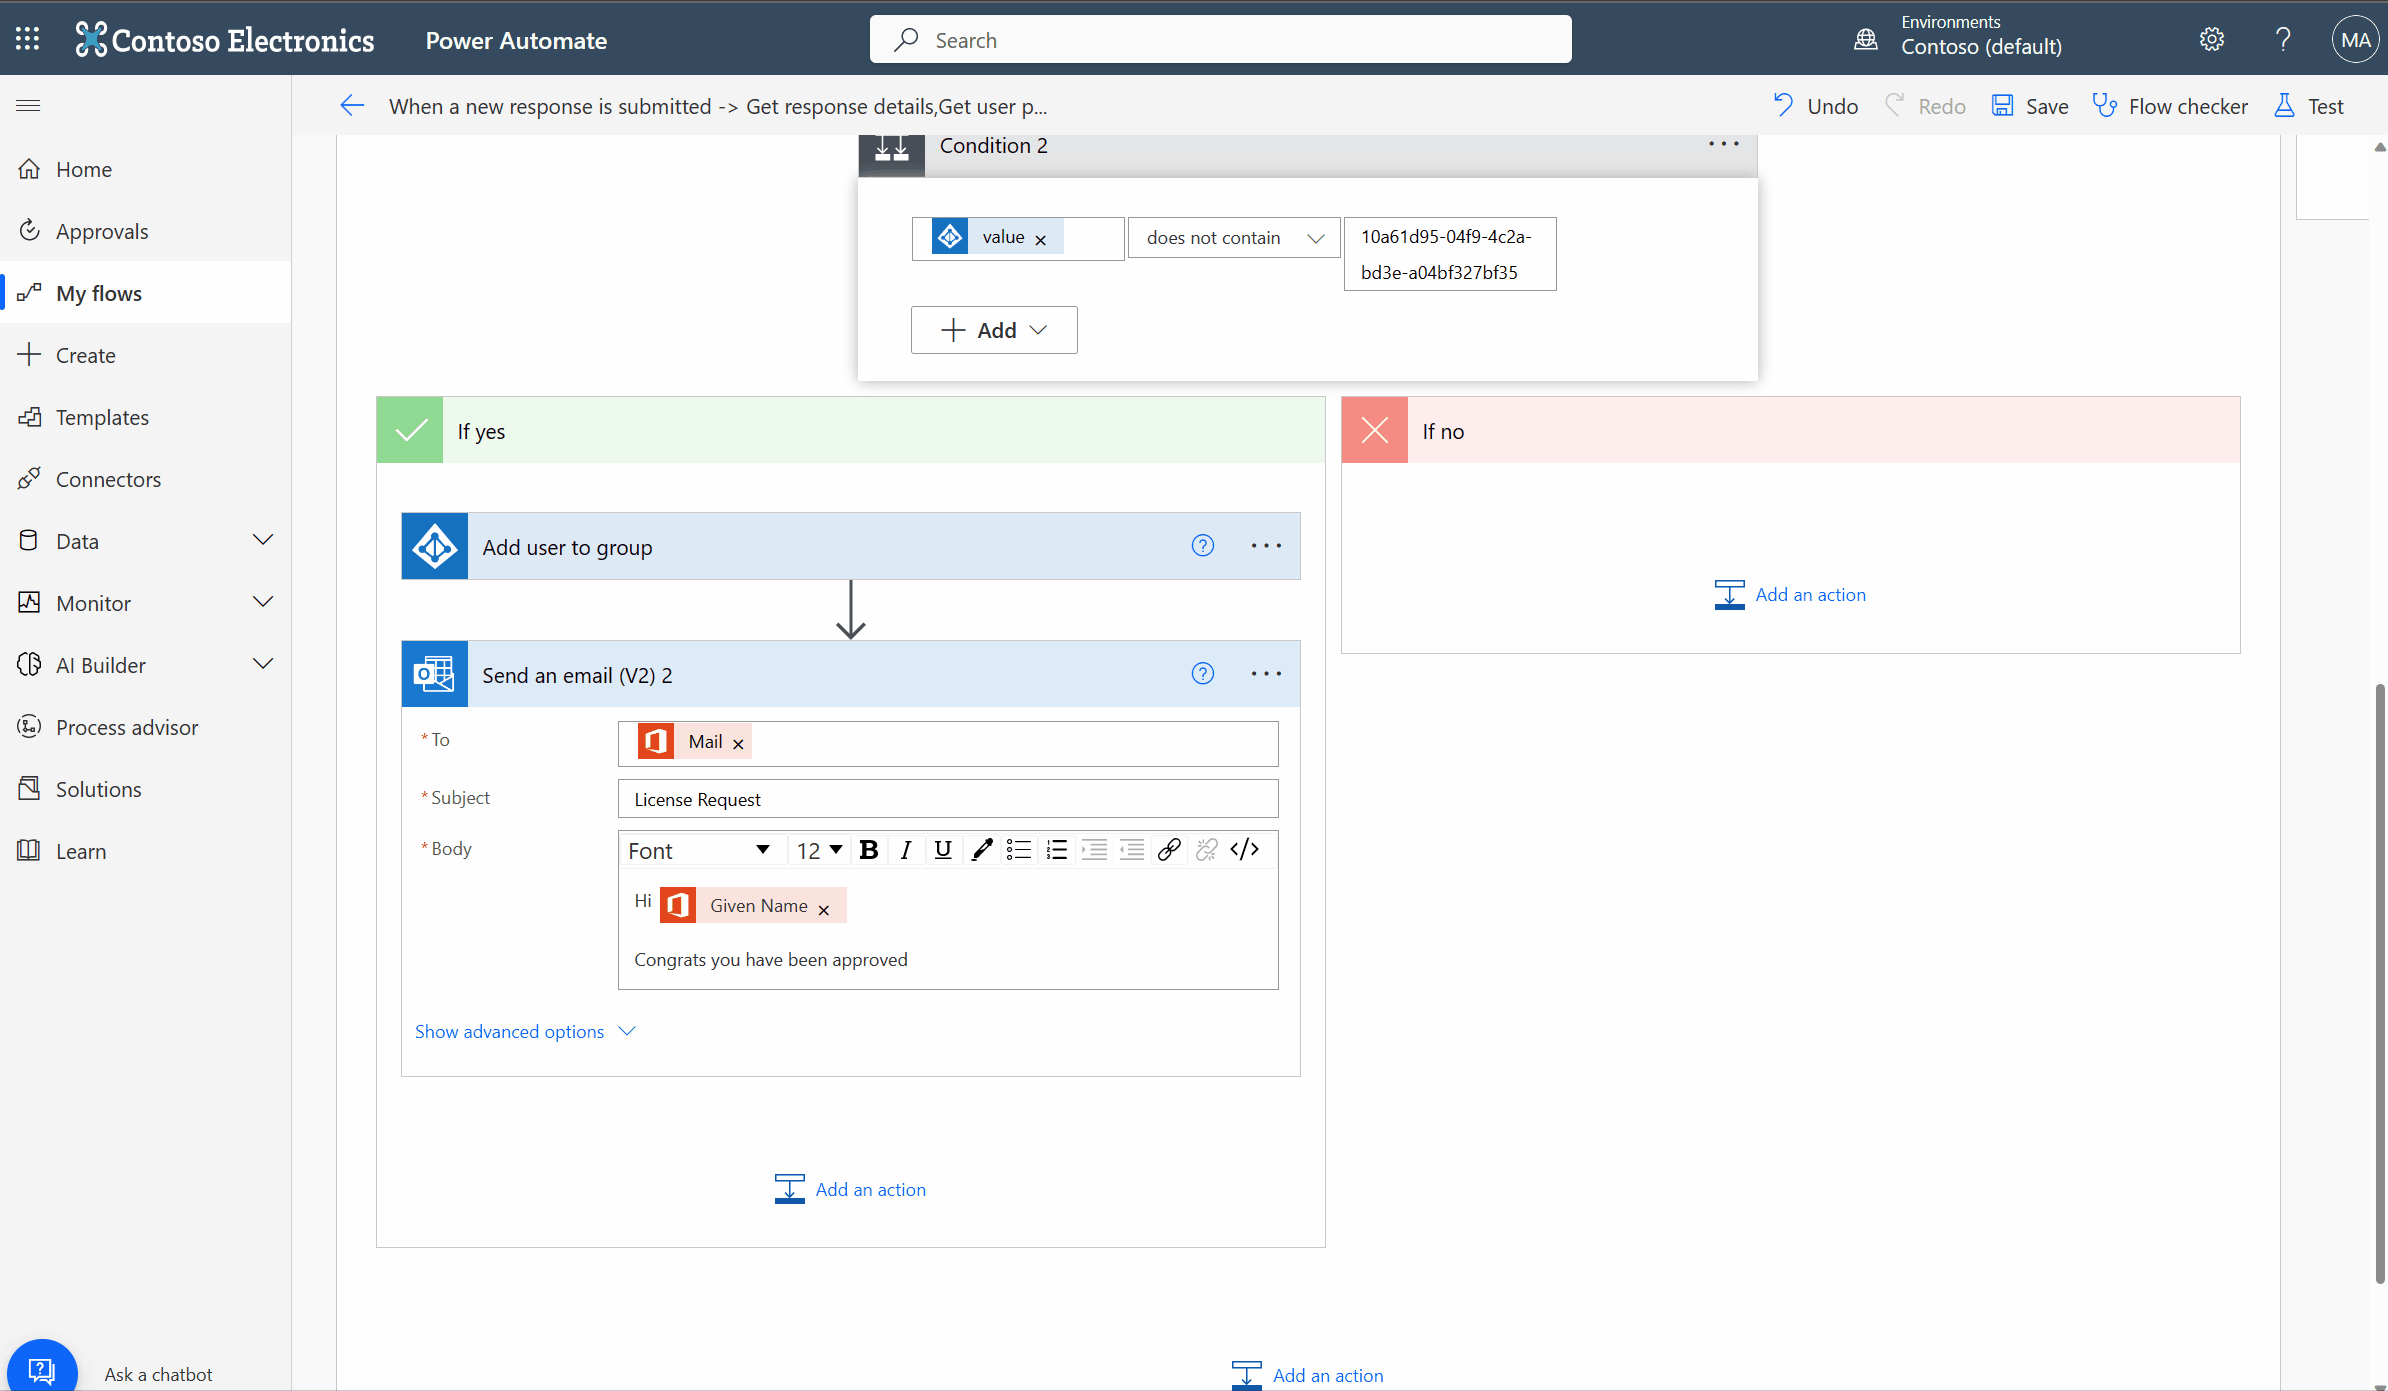 Contoso Electronics
Power Automate
Search
Environments
Contoso (default)
MA
When a new response is submitted -> Get response details,Get user p...
Undo
Redo
Save
Flow checker
Test
Home
Approvals
My flows
Create
Templates
Connectors
Data
Monitor
AI Builder
Process advisor
Solutions
Learn
Ask a chatbot
Condition 2
value ×
does not contain
10a61d95-04f9-4c2a-
bd3e-a04bf327bf35
Add
If yes
Add user to group
Send an email (V2) 2
* To
Mail ×
* Subject
License Request
* Body
Font
12
B I U
</>
Hi Given Name ×
Congrats you have been approved
Show advanced options
Add an action
If no
Add an action
Add an action